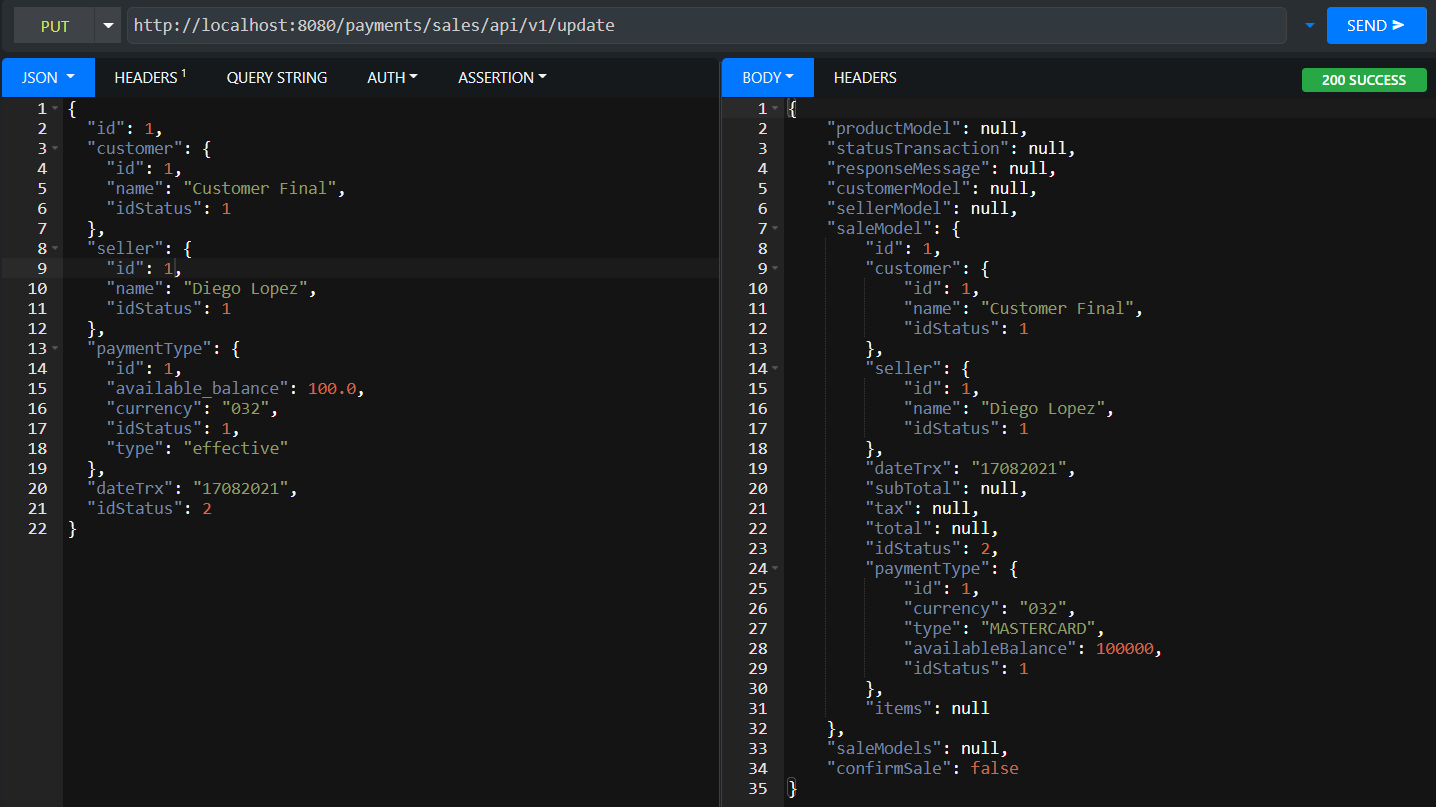 PUT http://localhost:8080/payments/sales/api/v1/update SEND
JSON HEADERS 1 QUERY STRING AUTH ASSERTION
1 {
2 "id": 1,
3 "customer": {
4 "id": 1,
5 "name": "Customer Final",
6 "idStatus": 1
7 },
8 "seller": {
9 "id": 1,
10 "name": "Diego Lopez",
11 "idStatus": 1
12 },
13 "paymentType": {
14 "id": 1,
15 "available_balance": 100.0,
16 "currency": "032",
17 "idStatus": 1,
18 "type": "effective"
19 },
20 "dateTrx": "17082021",
21 "idStatus": 2
22 }
BODY HEADERS 200 SUCCESS
1 {
2 "productModel": null,
3 "statusTransaction": null,
4 "responseMessage": null,
5 "customerModel": null,
6 "sellerModel": null,
7 "saleModel": {
8 "id": 1,
9 "customer": {
10 "id": 1,
11 "name": "Customer Final",
12 "idStatus": 1
13 },
14 "seller": {
15 "id": 1,
16 "name": "Diego Lopez",
17 "idStatus": 1
18 },
19 "dateTrx": "17082021",
20 "subTotal": null,
21 "tax": null,
22 "total": null,
23 "idStatus": 2,
24 "paymentType": {
25 "id": 1,
26 "currency": "032",
27 "type": "MASTERCARD",
28 "availableBalance": 100000,
29 "idStatus": 1
30 },
31 "items": null
32 },
33 "saleModels": null,
34 "confirmSale": false
35 }